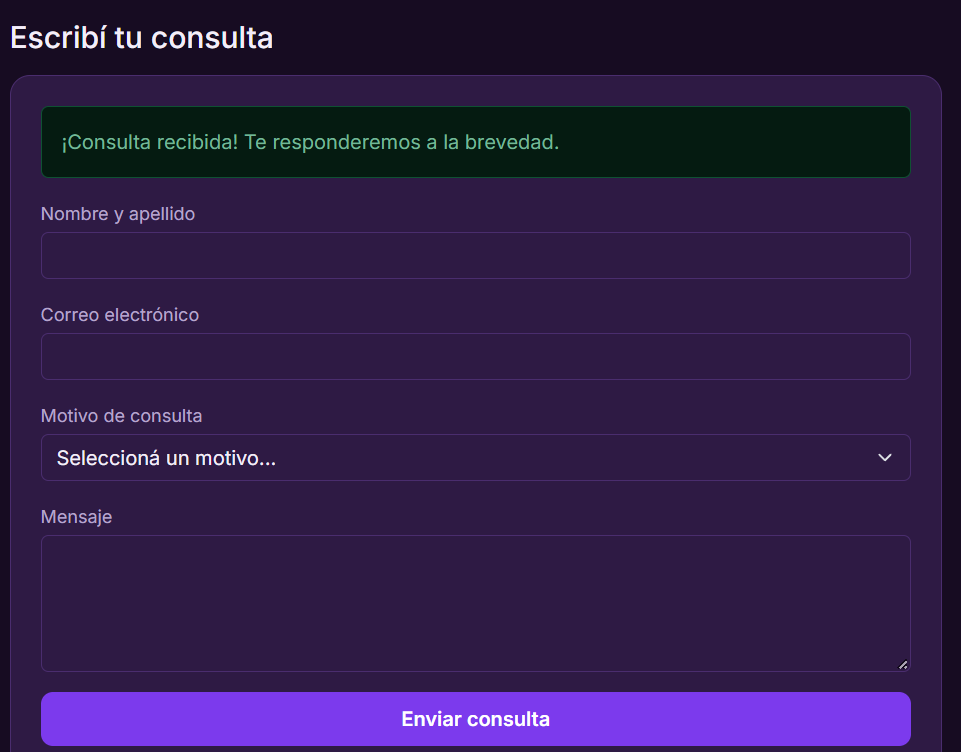 Escribí tu consulta
¡Consulta recibida! Te responderemos a la brevedad.
Nombre y apellido
Correo electrónico
Motivo de consulta
Seleccioná un motivo...
Mensaje
Enviar consulta